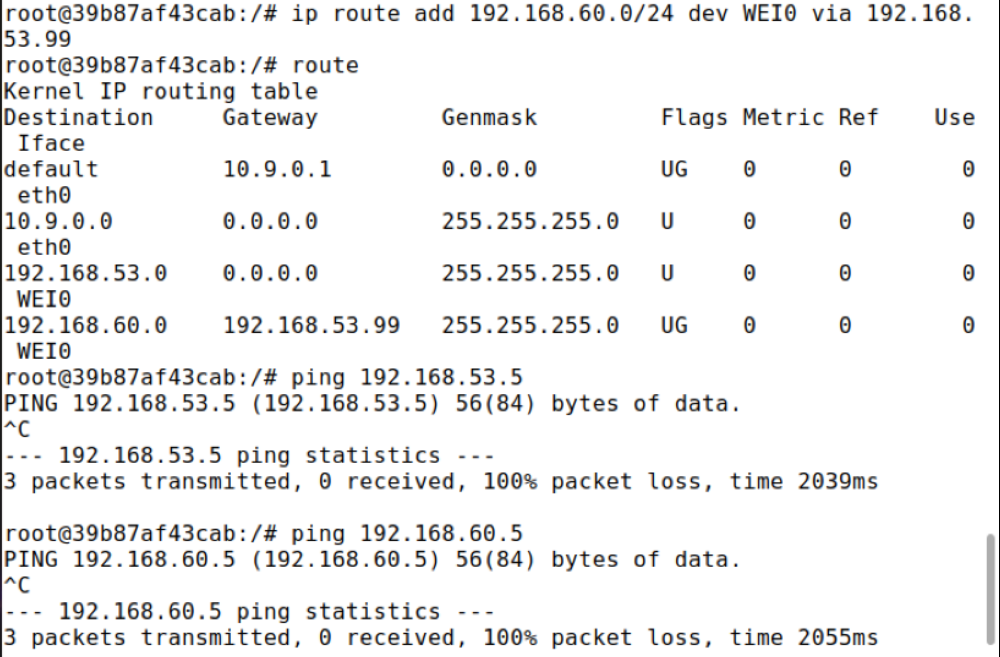 root@39b87af43cab:/# ip route add 192.168.60.0/24 dev WEI0 via 192.168.
53.99
root@39b87af43cab:/# route
Kernel IP routing table
Destination     Gateway         Genmask         Flags Metric Ref    Use
 Iface
default         10.9.0.1        0.0.0.0         UG    0      0        0
 eth0
10.9.0.0        0.0.0.0         255.255.255.0   U     0      0        0
 eth0
192.168.53.0    0.0.0.0         255.255.255.0   U     0      0        0
 WEI0
192.168.60.0    192.168.53.99   255.255.255.0   UG    0      0        0
 WEI0
root@39b87af43cab:/# ping 192.168.53.5
PING 192.168.53.5 (192.168.53.5) 56(84) bytes of data.
^C
--- 192.168.53.5 ping statistics ---
3 packets transmitted, 0 received, 100% packet loss, time 2039ms

root@39b87af43cab:/# ping 192.168.60.5
PING 192.168.60.5 (192.168.60.5) 56(84) bytes of data.
^C
--- 192.168.60.5 ping statistics ---
3 packets transmitted, 0 received, 100% packet loss, time 2055ms